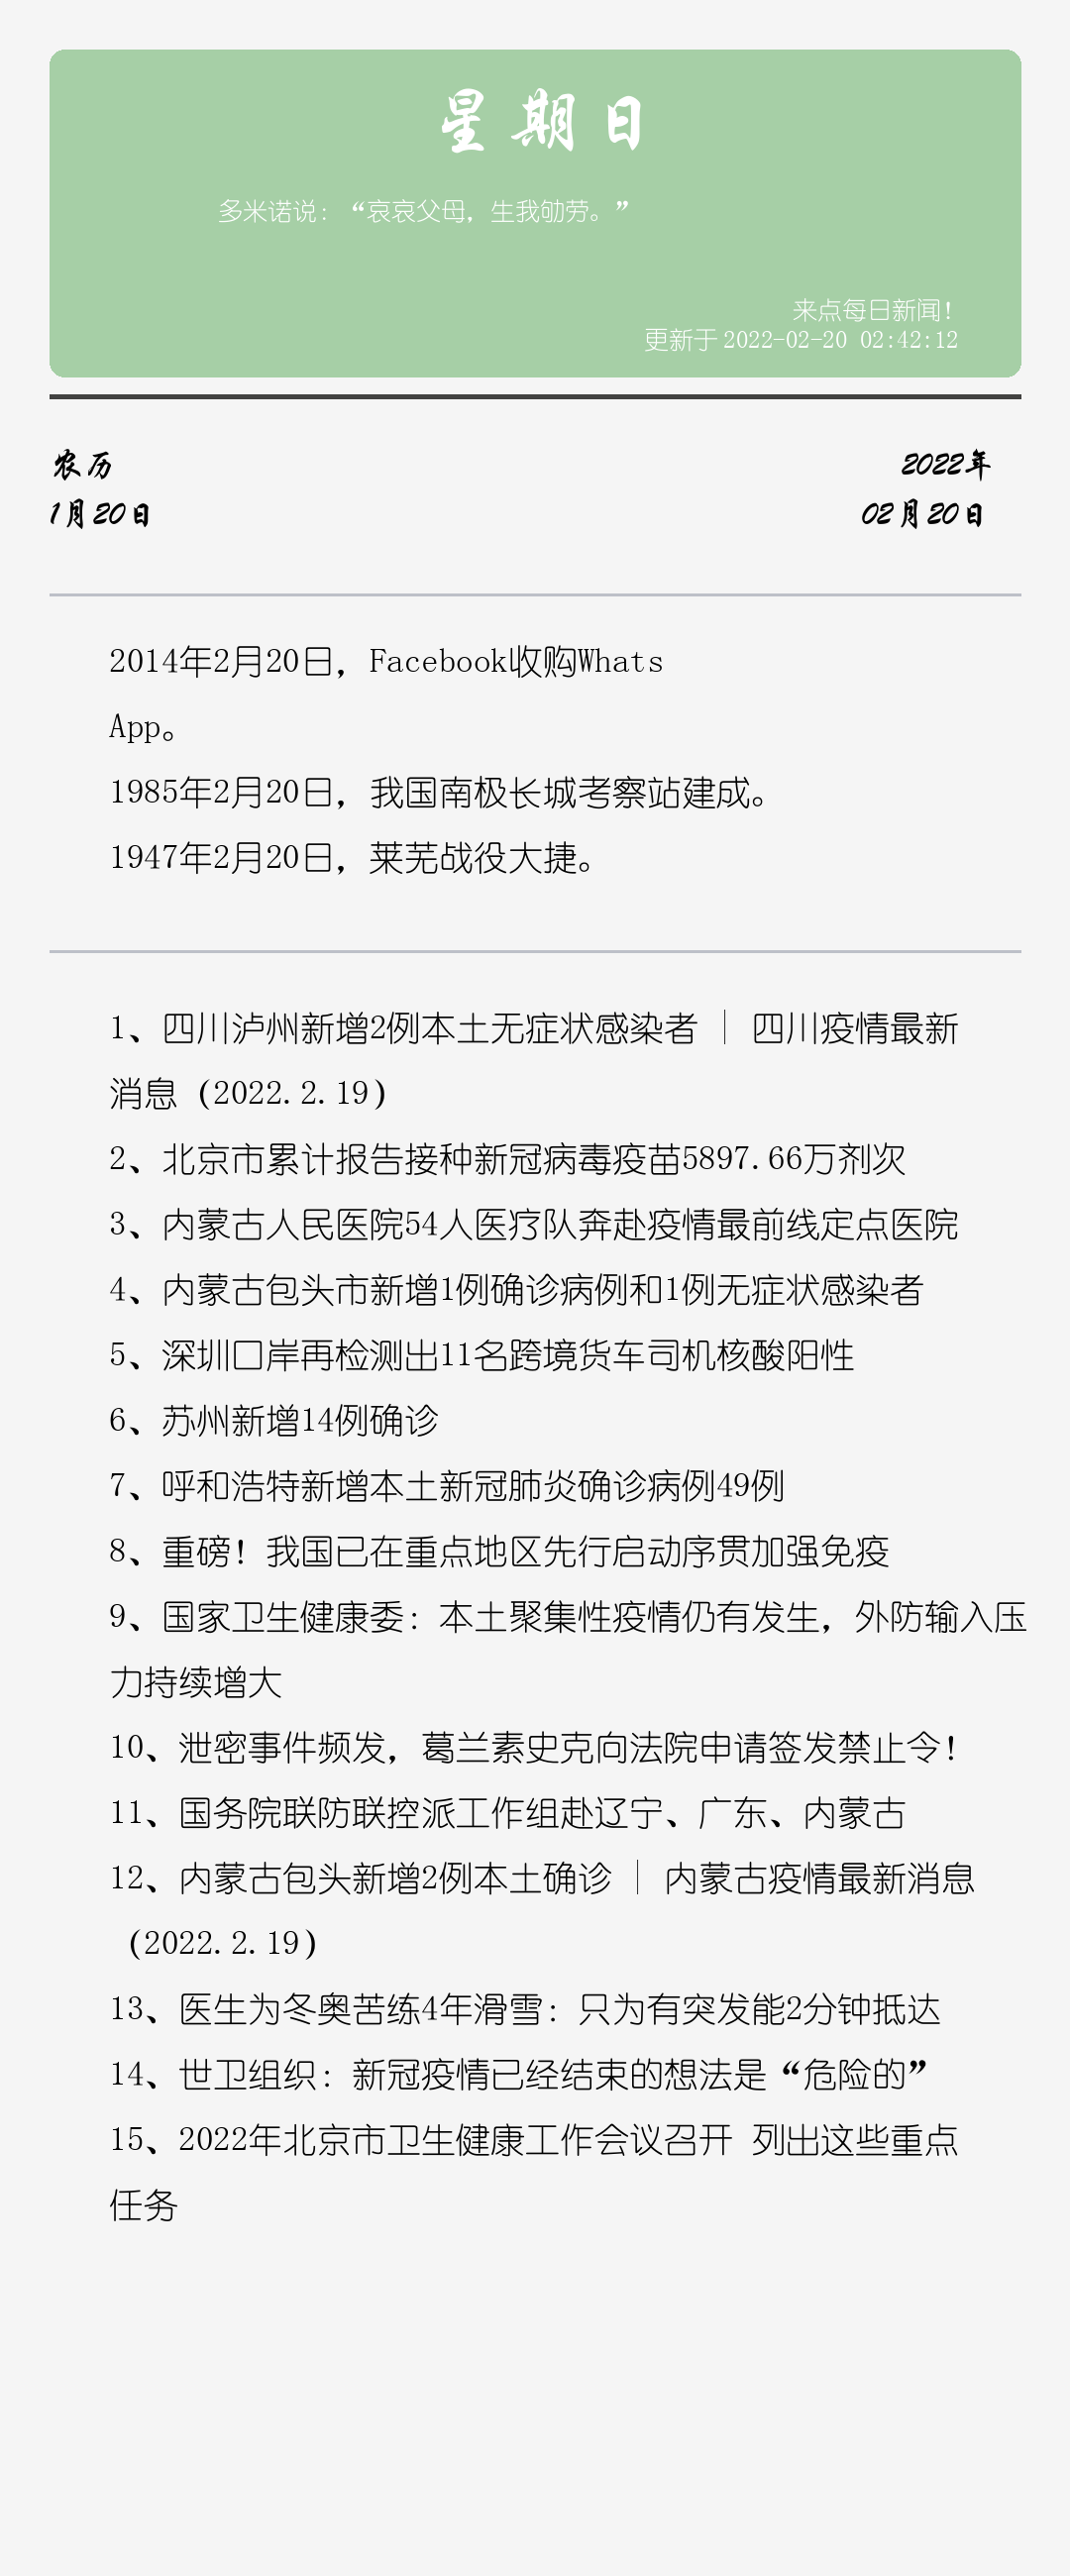 星期日
多米诺说：“哀哀父母，生我劬劳。”
来点每日新闻！
更新于 2022-02-20 02:42:12
农历
2022年
1月20日
02月20日
2014年2月20日，Facebook收购Whats
App。
1985年2月20日，我国南极长城考察站建成。
1947年2月20日，莱芜战役大捷。
1、四川泸州新增2例本土无症状感染者 | 四川疫情最新
消息（2022.2.19）
2、北京市累计报告接种新冠病毒疫苗5897.66万剂次
3、内蒙古人民医院54人医疗队奔赴疫情最前线定点医院
4、内蒙古包头市新增1例确诊病例和1例无症状感染者
5、深圳口岸再检测出11名跨境货车司机核酸阳性
6、苏州新增14例确诊
7、呼和浩特新增本土新冠肺炎确诊病例49例
8、重磅！我国已在重点地区先行启动序贯加强免疫
9、国家卫生健康委：本土聚集性疫情仍有发生，外防输入压
力持续增大
10、泄密事件频发，葛兰素史克向法院申请签发禁止令！
11、国务院联防联控派工作组赴辽宁、广东、内蒙古
12、内蒙古包头新增2例本土确诊 | 内蒙古疫情最新消息
（2022.2.19）
13、医生为冬奥苦练4年滑雪：只为有突发能2分钟抵达
14、世卫组织：新冠疫情已经结束的想法是“危险的”
15、2022年北京市卫生健康工作会议召开 列出这些重点
任务